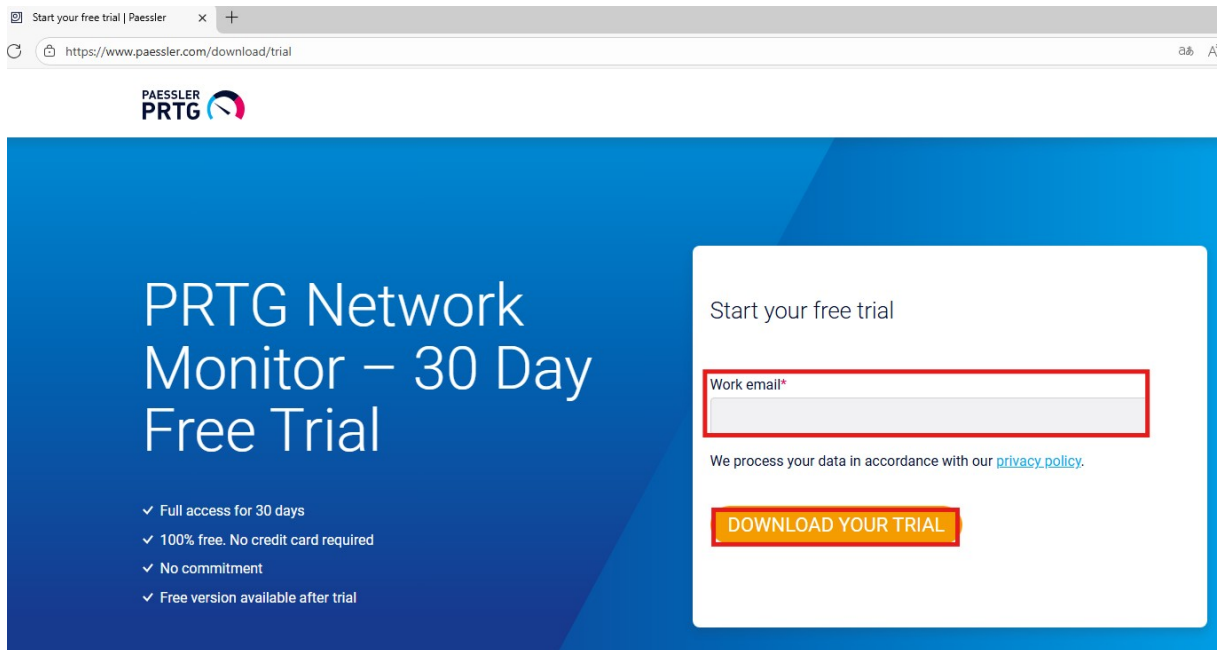 Start your free trial | Paessler
https://www.paessler.com/download/trial
PAESSLER
PRTG
PRTG Network
Monitor – 30 Day
Free Trial
✓ Full access for 30 days
✓ 100% free. No credit card required
✓ No commitment
✓ Free version available after trial
Start your free trial
Work email*
We process your data in accordance with our privacy policy.
DOWNLOAD YOUR TRIAL